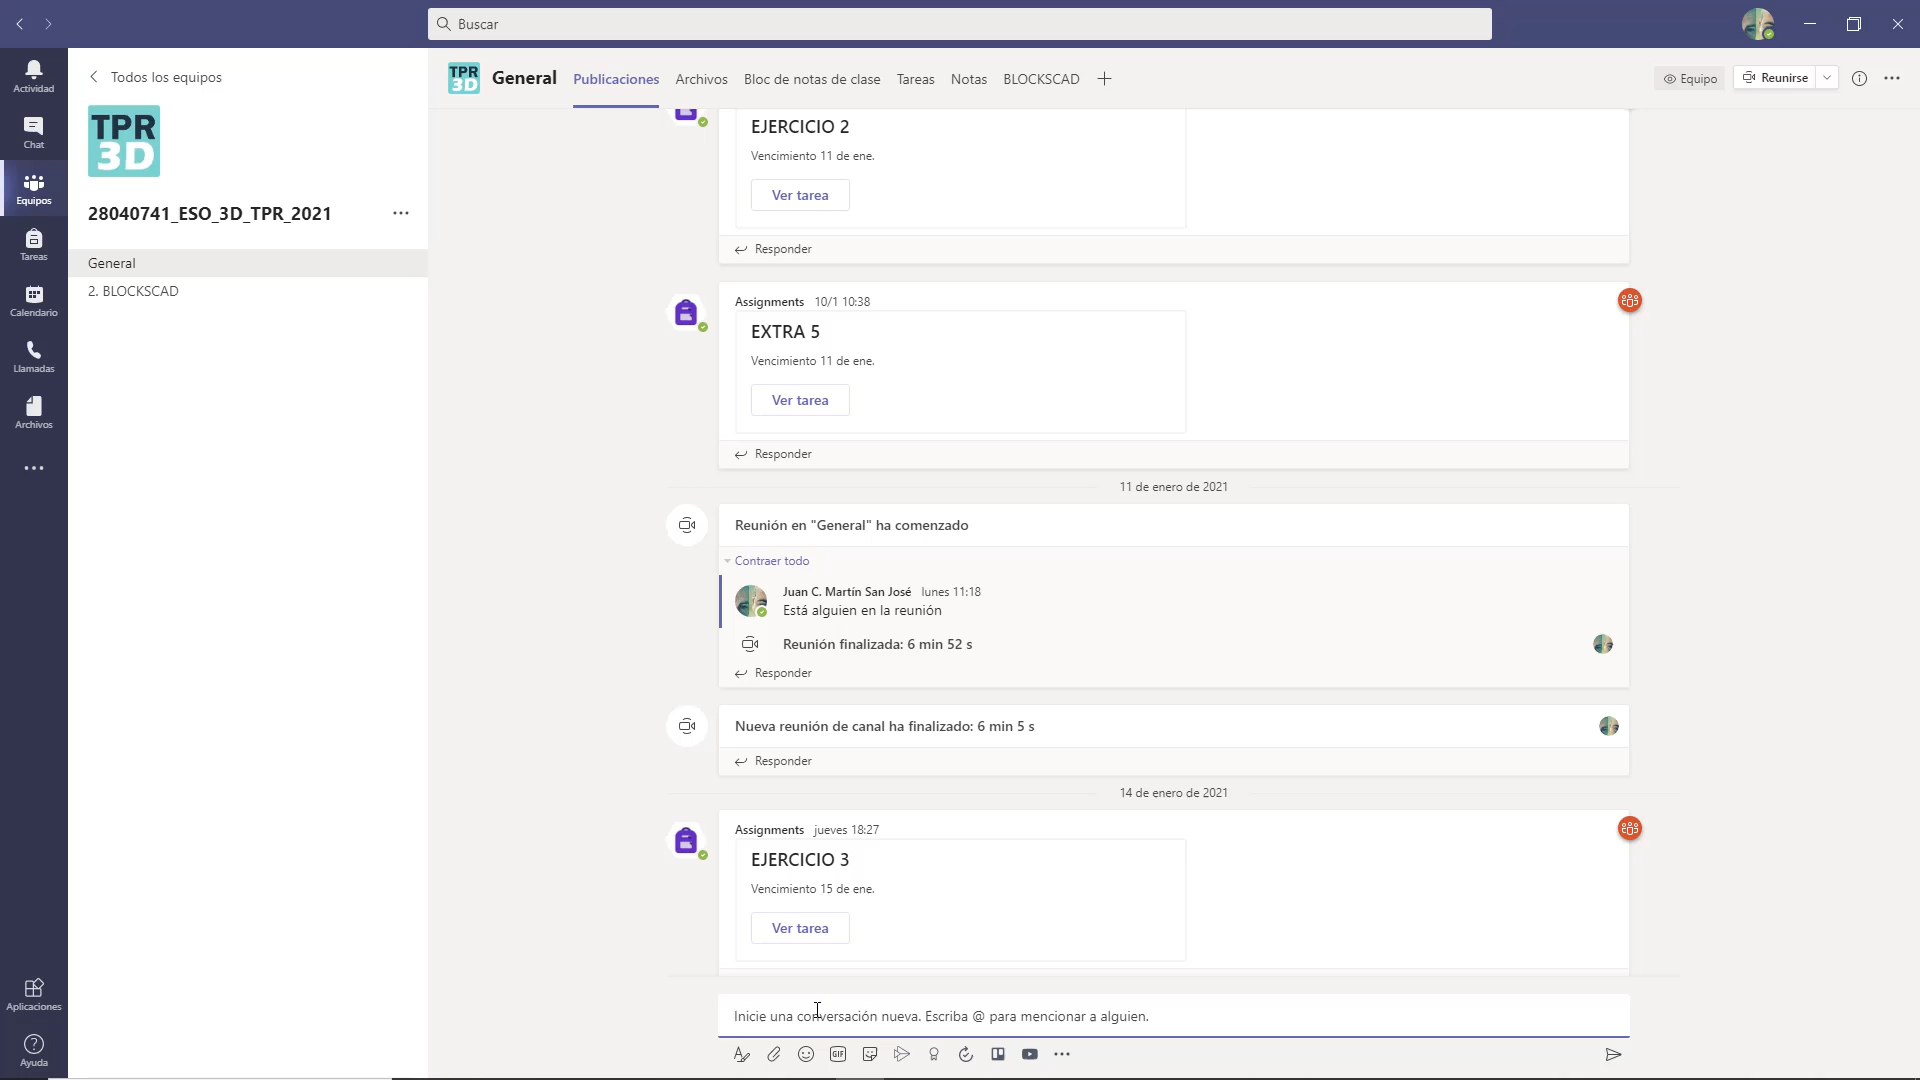 Buscar
Actividad
Chat
Equipos
Tareas
Calendario
Llamadas
Archivos
Aplicaciones
Ayuda
Todos los equipos
TPR
3D
28040741_ESO_3D_TPR_2021
General
2. BLOCKSCAD
TPR
3D
General
Publicaciones
Archivos
Bloc de notas de clase
Tareas
Notas
BLOCKSCAD
Equipo
Reunirse
EJERCICIO 2
Vencimiento 11 de ene.
Ver tarea
Responder
Assignments 10/1 10:38
EXTRA 5
Vencimiento 11 de ene.
Ver tarea
Responder
11 de enero de 2021
Reunión en "General" ha comenzado
Contraer todo
Juan C. Martín San José lunes 11:18
Está alguien en la reunión
Reunión finalizada: 6 min 52 s
Responder
Nueva reunión de canal ha finalizado: 6 min 5 s
Responder
14 de enero de 2021
Assignments jueves 18:27
EJERCICIO 3
Vencimiento 15 de ene.
Ver tarea
Inicie una conversación nueva. Escriba @ para mencionar a alguien.
GIF